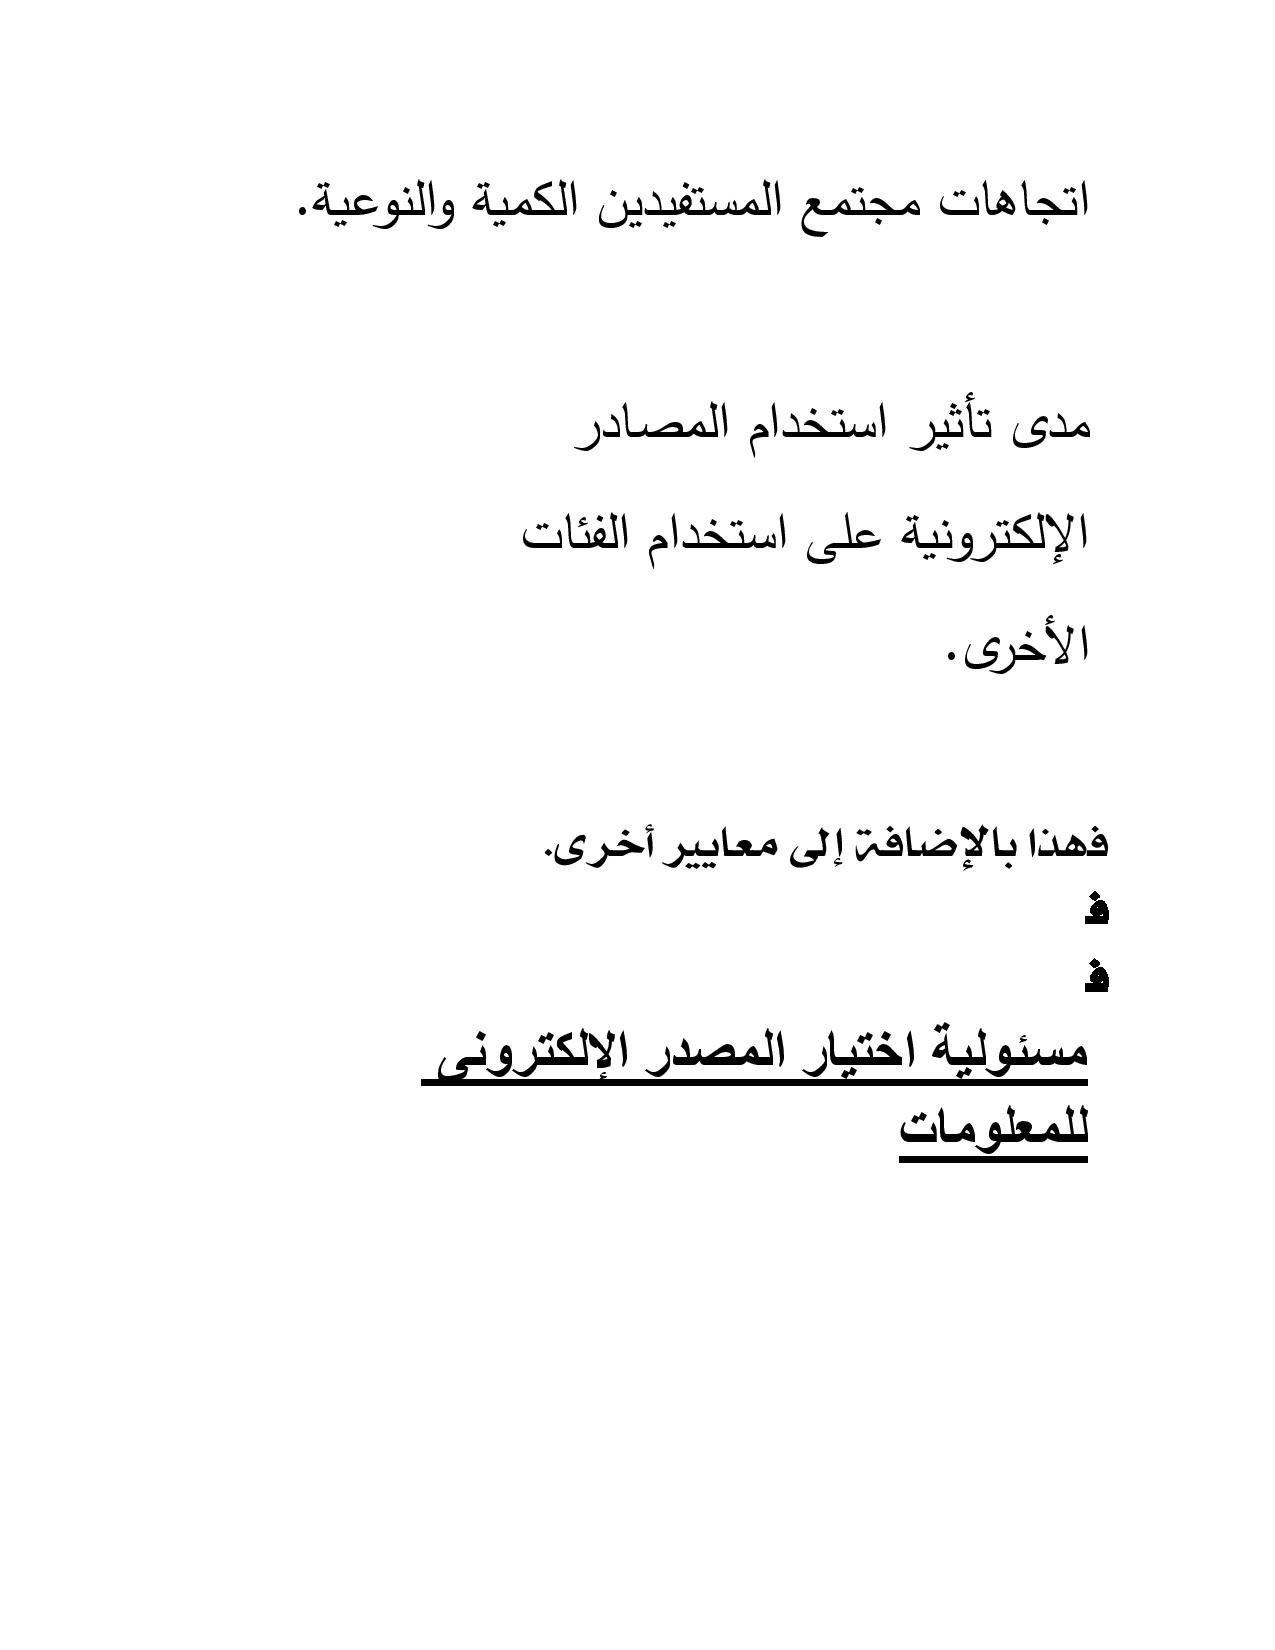 اتجاهات مجتمع المستفيدين الكمية والنوعية.
مدى تأثير استخدام المصادر
الإلكترونية على استخدام الفئات
الأخرى.
فهذا بالإضافة إلى معايير أخرى.
ف
ف
مسئولية اختيار المصدر الإلكترونى
للمعلومات